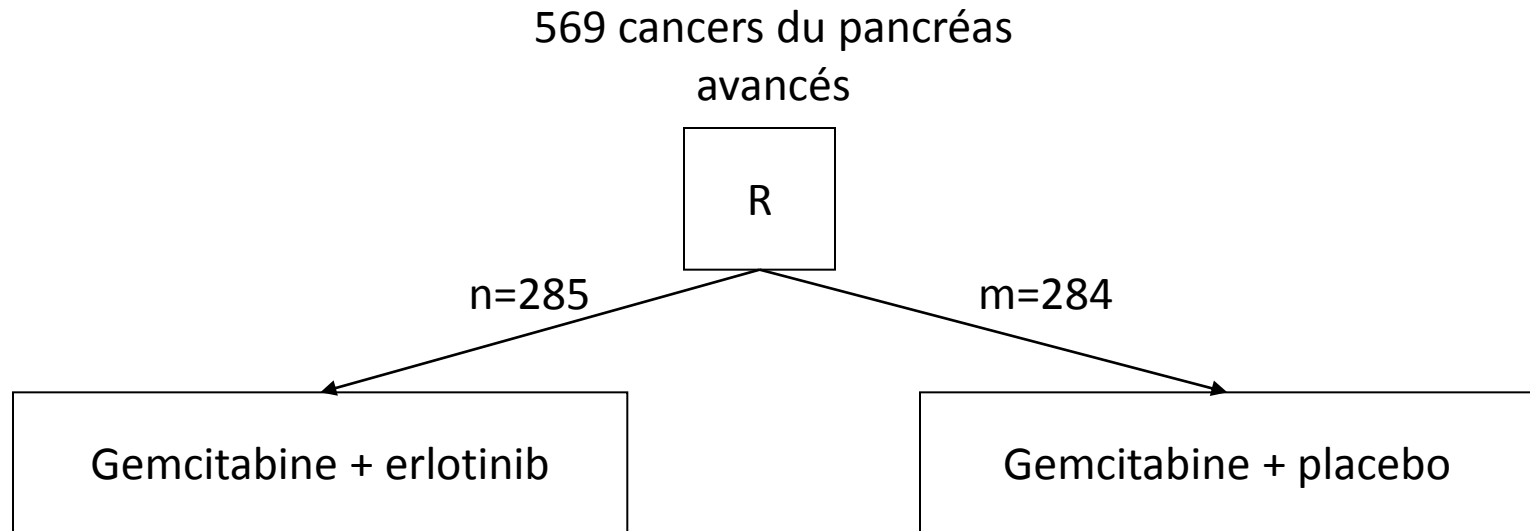 569 cancers du pancréas
avancés
R
n=285
m=284
Gemcitabine + erlotinib
Gemcitabine + placebo